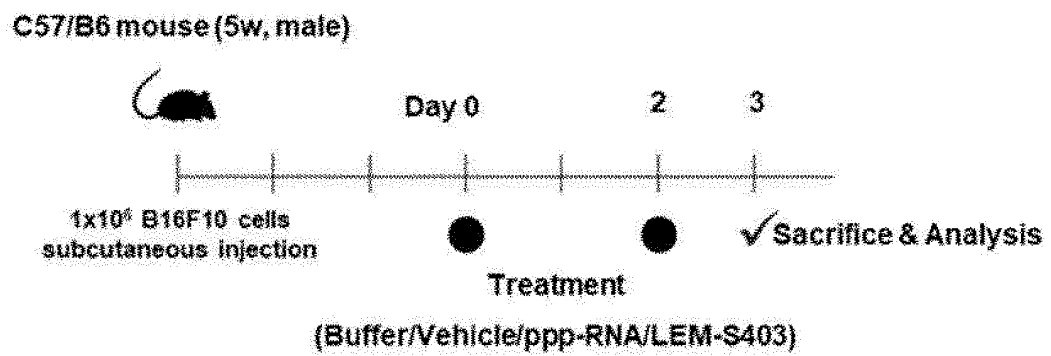 C57/B6 mouse (5w, male)
Day 0 2 3
B16F10 cells
subcutaneous injection
Sacrifice & Analysis
Treatment
(Buffer/Vehicle/ppp-RNA/LEM-S403)